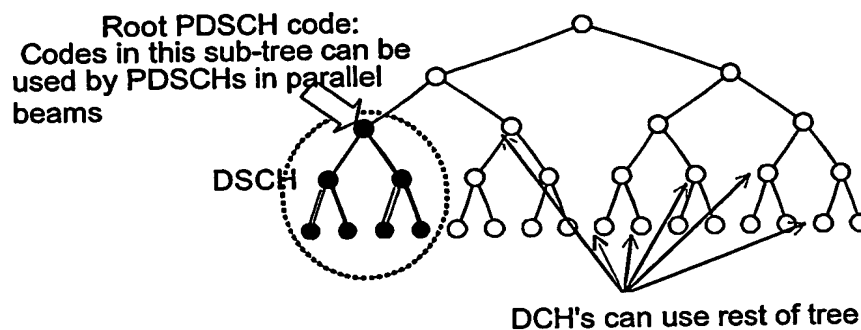 Root PDSCH code:
Codes in this sub-tree can be
used by PDSCHs in parallel
beams
DSCH
DCH's can use rest of tree